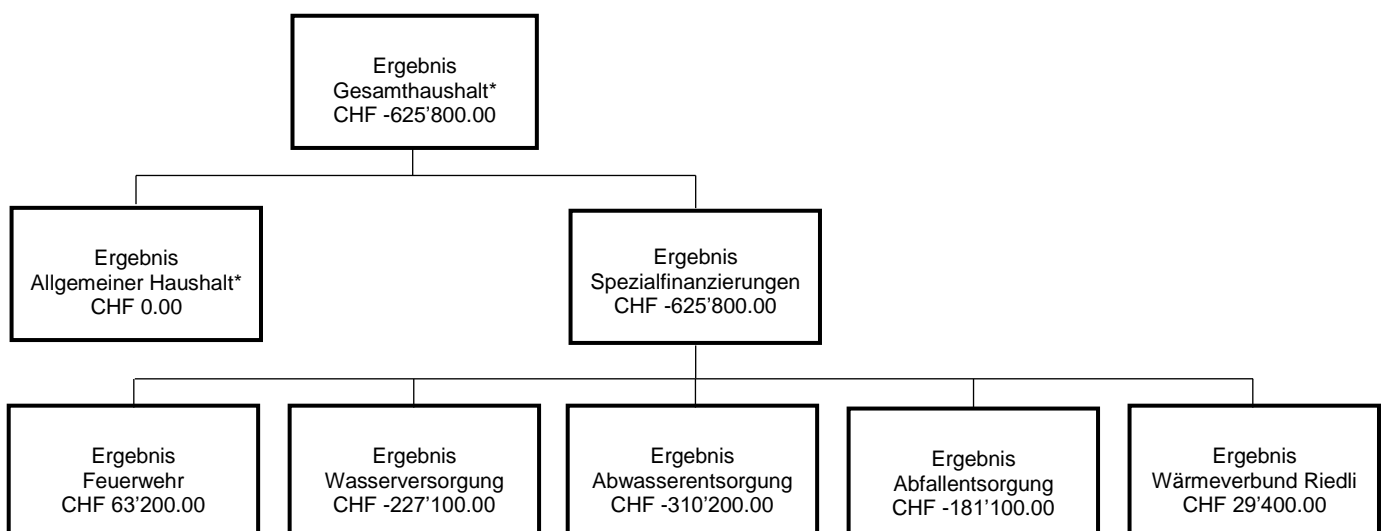 Ergebnis
Gesamthaushalt*
CHF -625’800.00
Ergebnis
Allgemeiner Haushalt*
CHF 0.00
Ergebnis
Spezialfinanzierungen
CHF -625’800.00
Ergebnis
Feuerwehr
CHF 63’200.00
Ergebnis
Wasserversorgung
CHF -227’100.00
Ergebnis
Abwasserentsorgung
CHF -310’200.00
Ergebnis
Abfallentsorgung
CHF -181’100.00
Ergebnis
Wärmeverbund Riedli
CHF 29’400.00